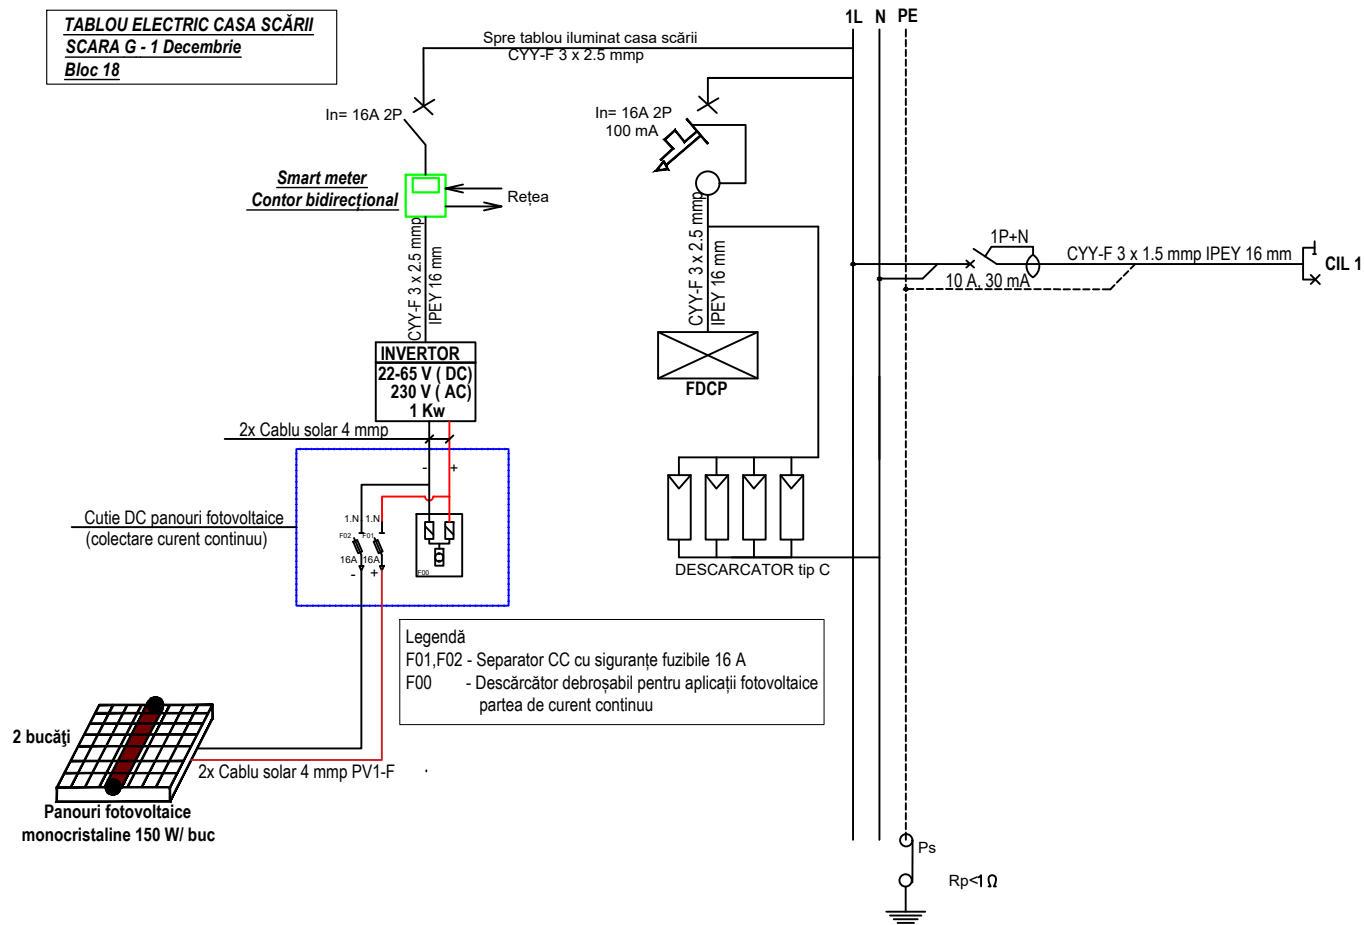 TABLOU ELECTRIC CASA SCĂRII
SCARA G - 1 Decembrie
Bloc 18
1L N PE
Spre tablou iluminat casa scării
CYY-F 3 x 2.5 mmp
In= 16A 2P
In= 16A 2P
100 mA
Smart meter
Contor bidirecțional
Rețea
CYY-F 3 x 2.5 mmp
IPEY 16 mm
CYY-F 3 x 2.5 mmp
IPEY 16 mm
1P+N
CYY-F 3 x 1.5 mmp IPEY 16 mm
CIL 1
10 A, 30 mA
INVERTOR
22-65 V ( DC)
230 V ( AC)
1 Kw
FDCP
2x Cablu solar 4 mmp
- +
Cutie DC panouri fotovoltaice
(colectare curent continuu)
1.N 1.N
F02 F01
16A 16A
- +
F00
DESCARCATOR tip C
Legendă
F01,F02 - Separator CC cu siguranțe fuzibile 16 A
F00 - Descărcător debroșabil pentru aplicații fotovoltaice
partea de curent continuu
2 bucăţi
2x Cablu solar 4 mmp PV1-F
Panouri fotovoltaice
monocristaline 150 W/ buc
Ps
Rp<1 Ω